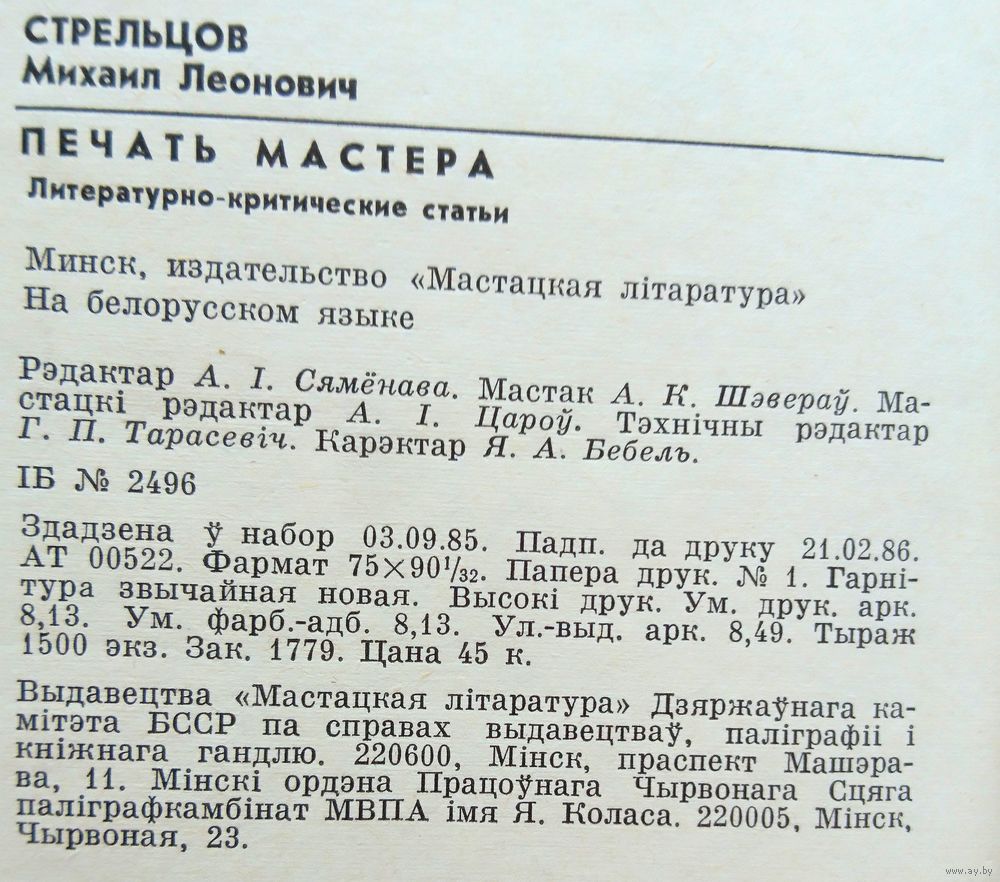 СТРЕЛЬЦОВ
Михаил Леонович
ПЕЧАТЬ МАСТЕРА
Литературно-критические статьи
Минск, издательство «Мастацкая літаратура»
На белорусском языке
Рэдактар А. І. Сямёнава. Мастак А. К. Шэвераў. Ма-
стацкі рэдактар А. І. Цароў. Тэхнічны рэдактар
Г. П. Тарасевіч. Карэктар Я. А. Бебель.
ІБ № 2496
Здадзена ў набор 03.09.85. Падп. да друку 21.02.86.
АТ 00522. Фармат 75×90¹/₃₂. Папера друк. № 1. Гарні-
тура звычайная новая. Высокі друк. Ум. друк. арк.
8,13. Ум. фарб.-адб. 8,13. Ул.-выд. арк. 8,49. Тыраж
1500 экз. Зак. 1779. Цана 45 к.
Выдавецтва «Мастацкая літаратура» Дзяржаўнага ка-
мітэта БССР па справах выдавецтваў, паліграфіі і
кніжнага гандлю. 220600, Мінск, праспект Машэра-
ва, 11. Мінскі ордэна Працоўнага Чырвонага Сцяга
паліграфкамбінат МВПА імя Я. Коласа. 220005, Мінск,
Чырвоная, 23.
www.ay.by